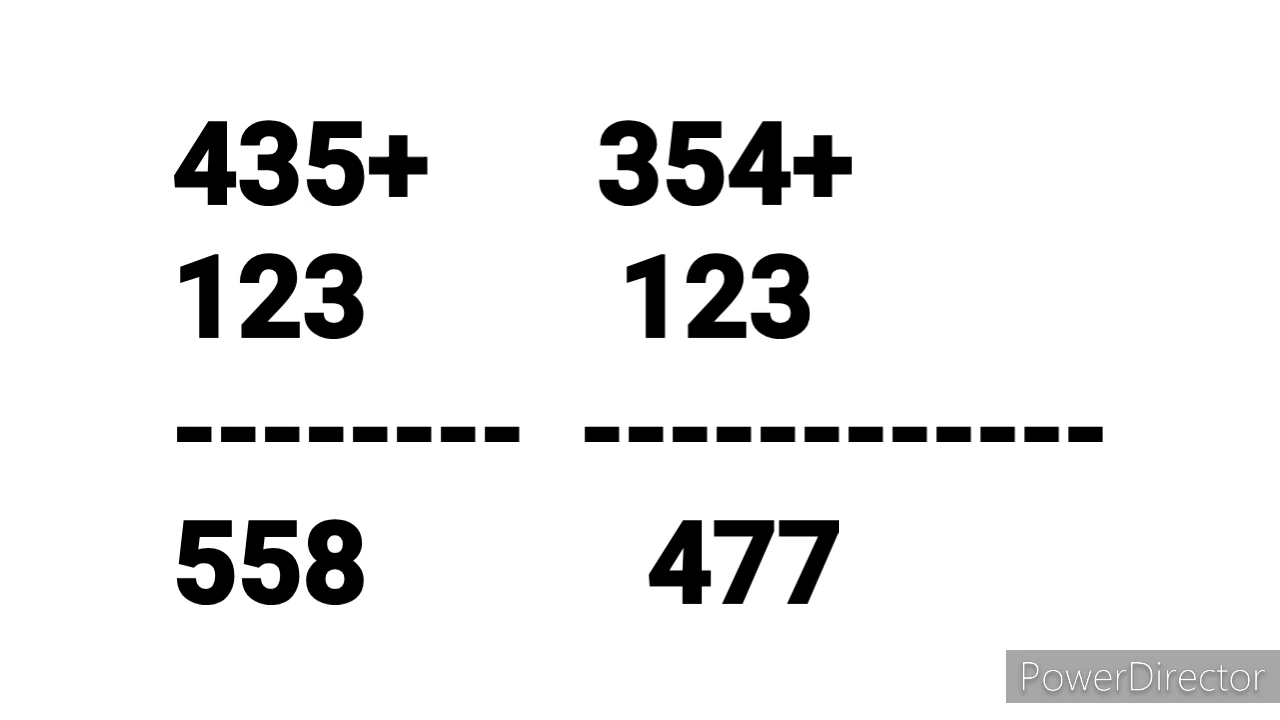 435+ 354+
123 123
-------- ------------
558 477
PowerDirector